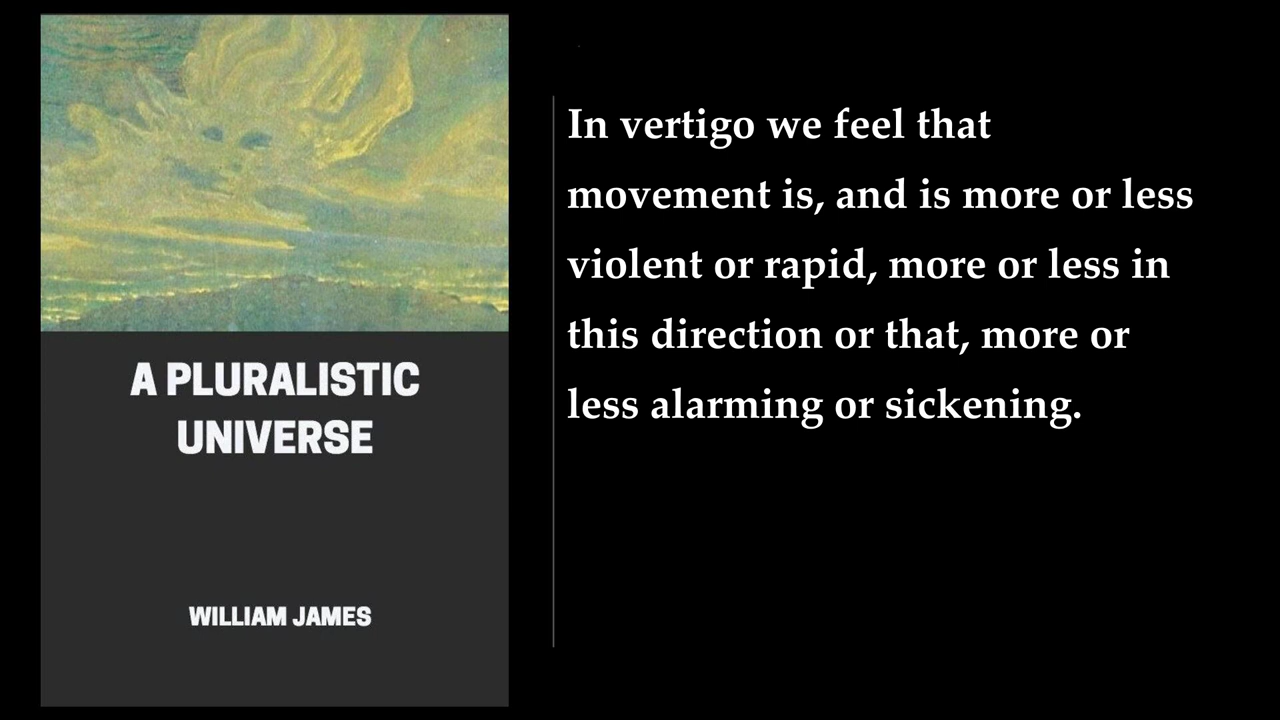 A PLURALISTIC
UNIVERSE
WILLIAM JAMES
In vertigo we feel that
movement is, and is more or less
violent or rapid, more or less in
this direction or that, more or
less alarming or sickening.